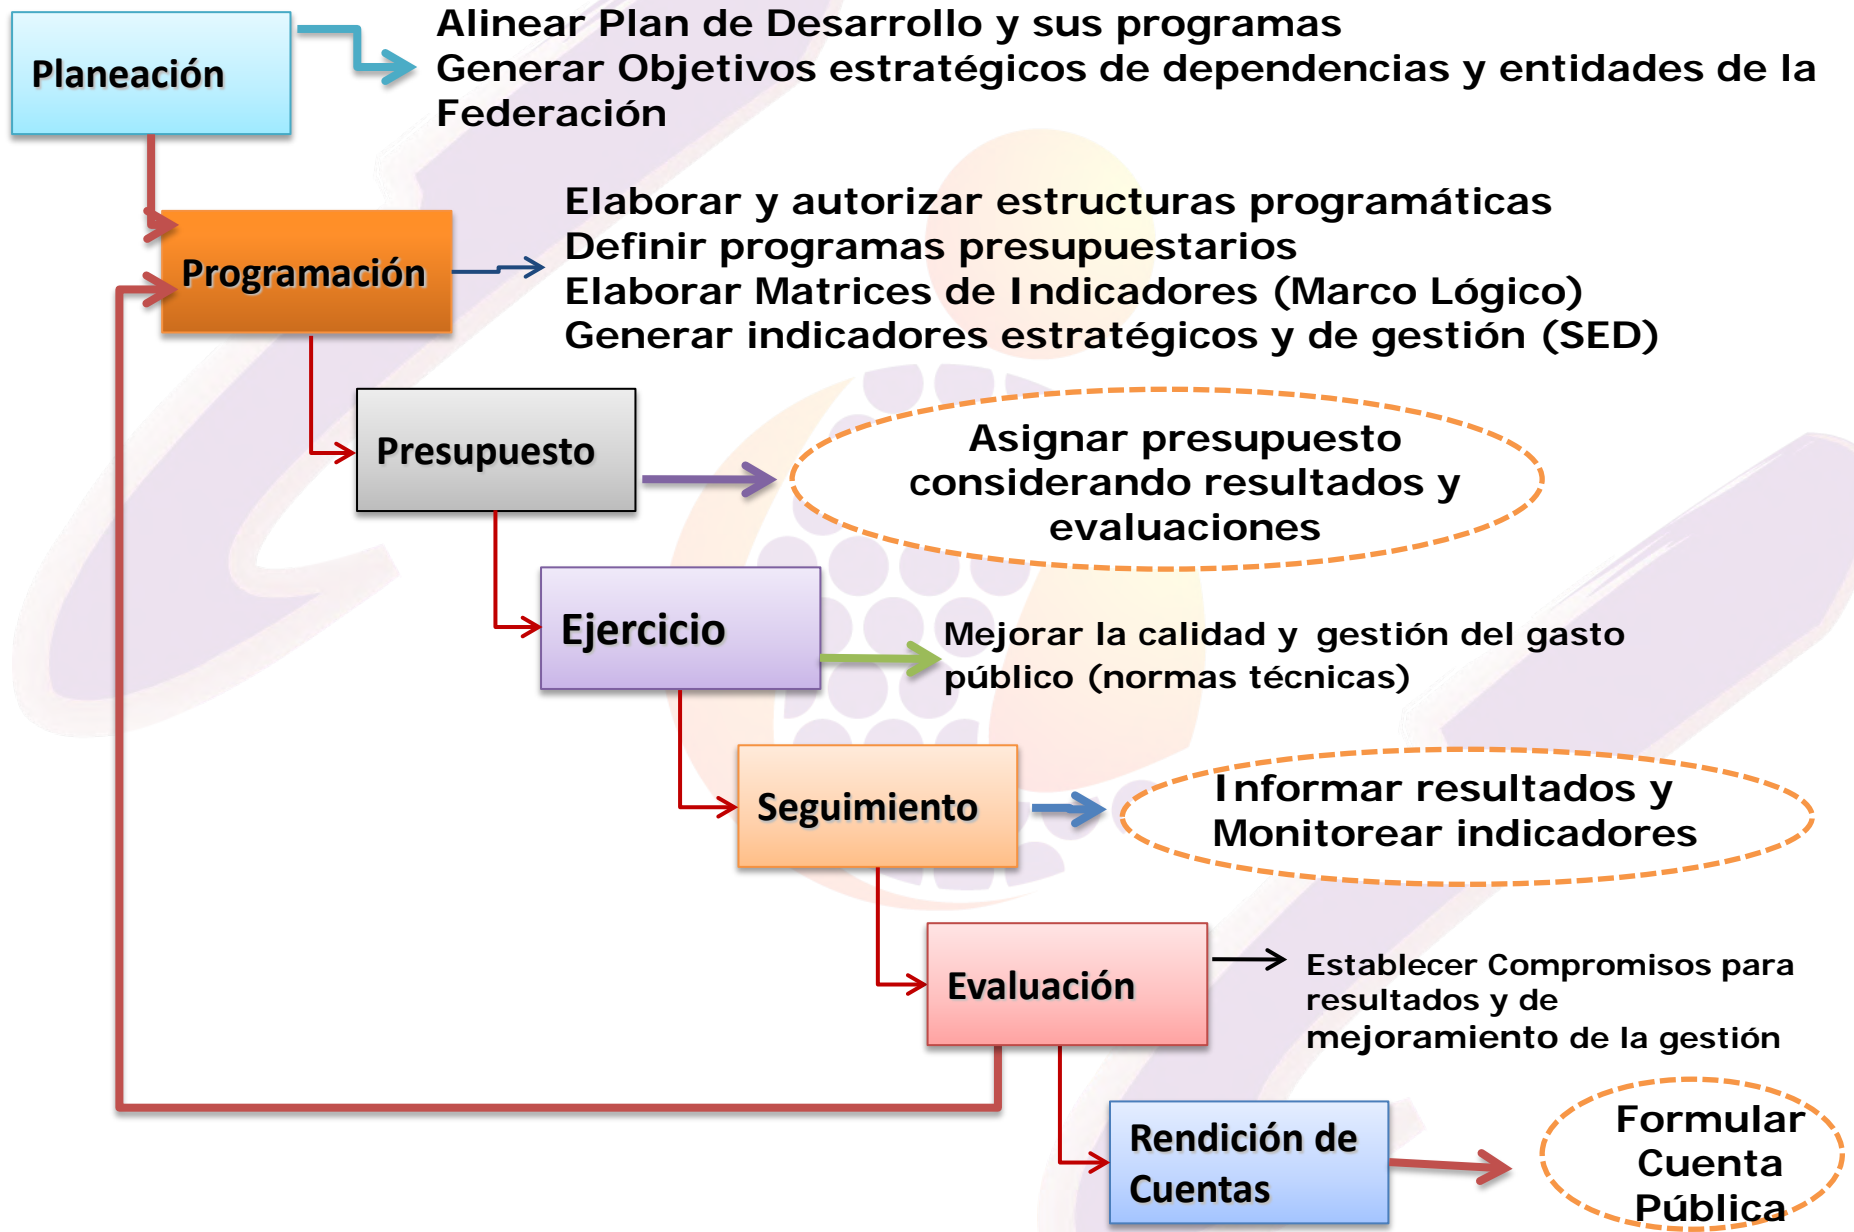 Planeación
Alinear Plan de Desarrollo y sus programas
Generar Objetivos estratégicos de dependencias y entidades de la
Federación
Programación
Elaborar y autorizar estructuras programáticas
Definir programas presupuestarios
Elaborar Matrices de Indicadores (Marco Lógico)
Generar indicadores estratégicos y de gestión (SED)
Presupuesto
Asignar presupuesto
considerando resultados y
evaluaciones
Ejercicio
Mejorar la calidad y gestión del gasto
público (normas técnicas)
Seguimiento
Informar resultados y
Monitorear indicadores
Evaluación
Establecer Compromisos para
resultados y de
mejoramiento de la gestión
Rendición de
Cuentas
Formular
Cuenta
Pública